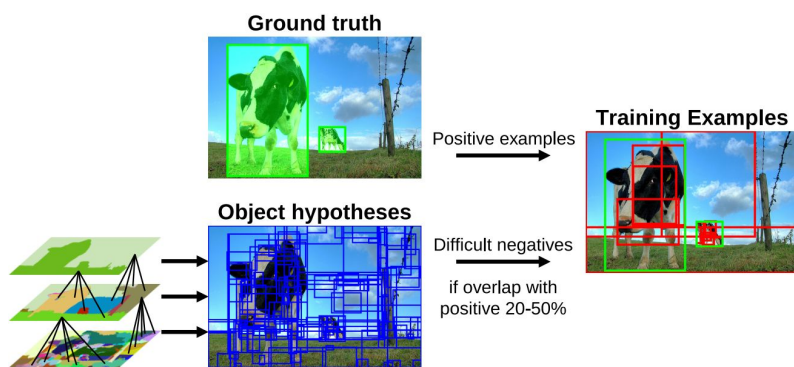 Ground truth
Positive examples
Training Examples
Object hypotheses
Difficult negatives
if overlap with
positive 20-50%